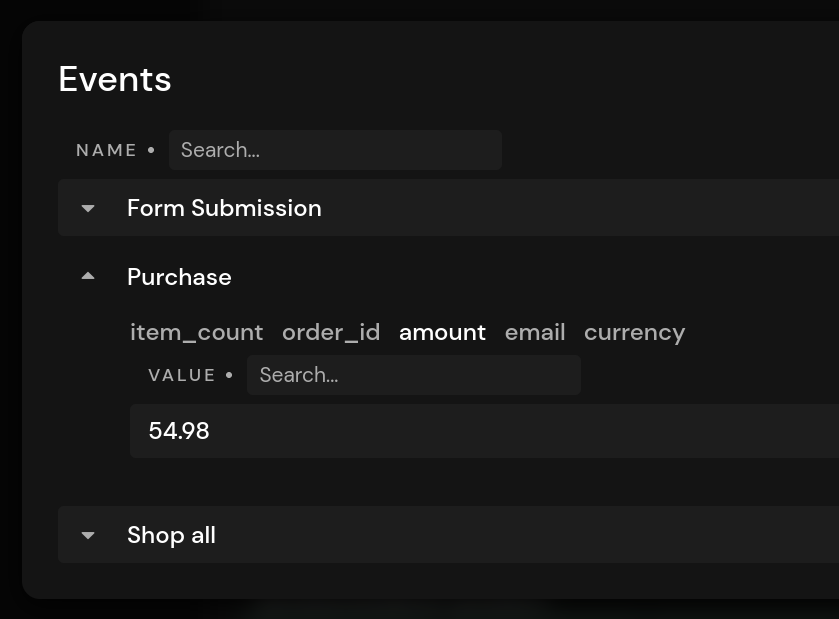 Events
NAME • Search...
Form Submission
Purchase
item_count order_id amount email currency
VALUE • Search...
54.98
Shop all